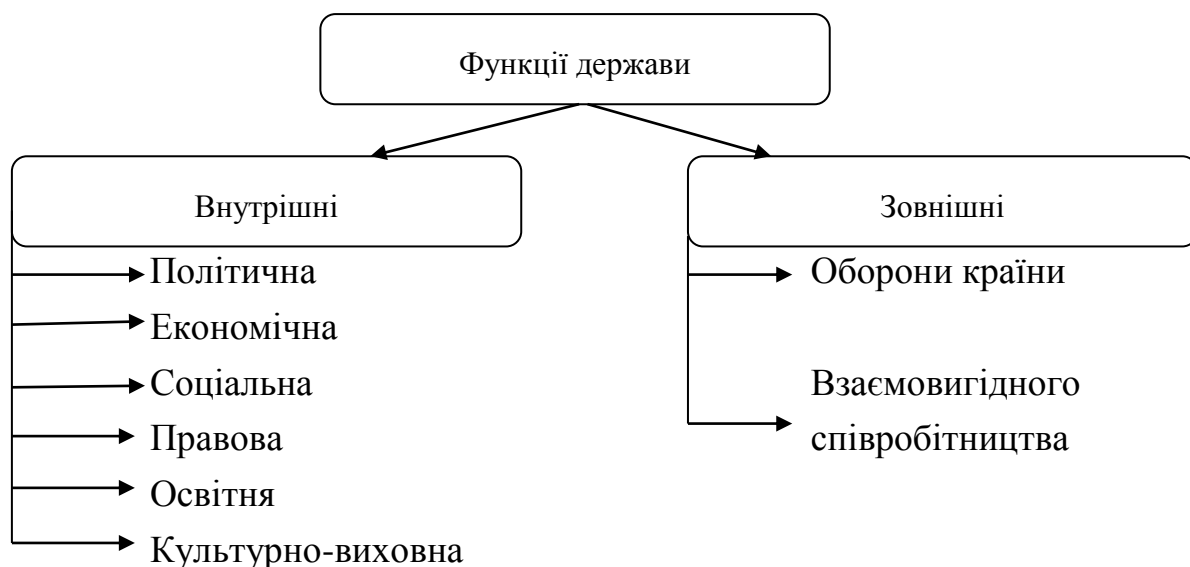 Функції держави
Внутрішні
Політична
Економічна
Соціальна
Правова
Освітня
Культурно-виховна
Зовнішні
Оборони країни
Взаємовигідного
співробітництва